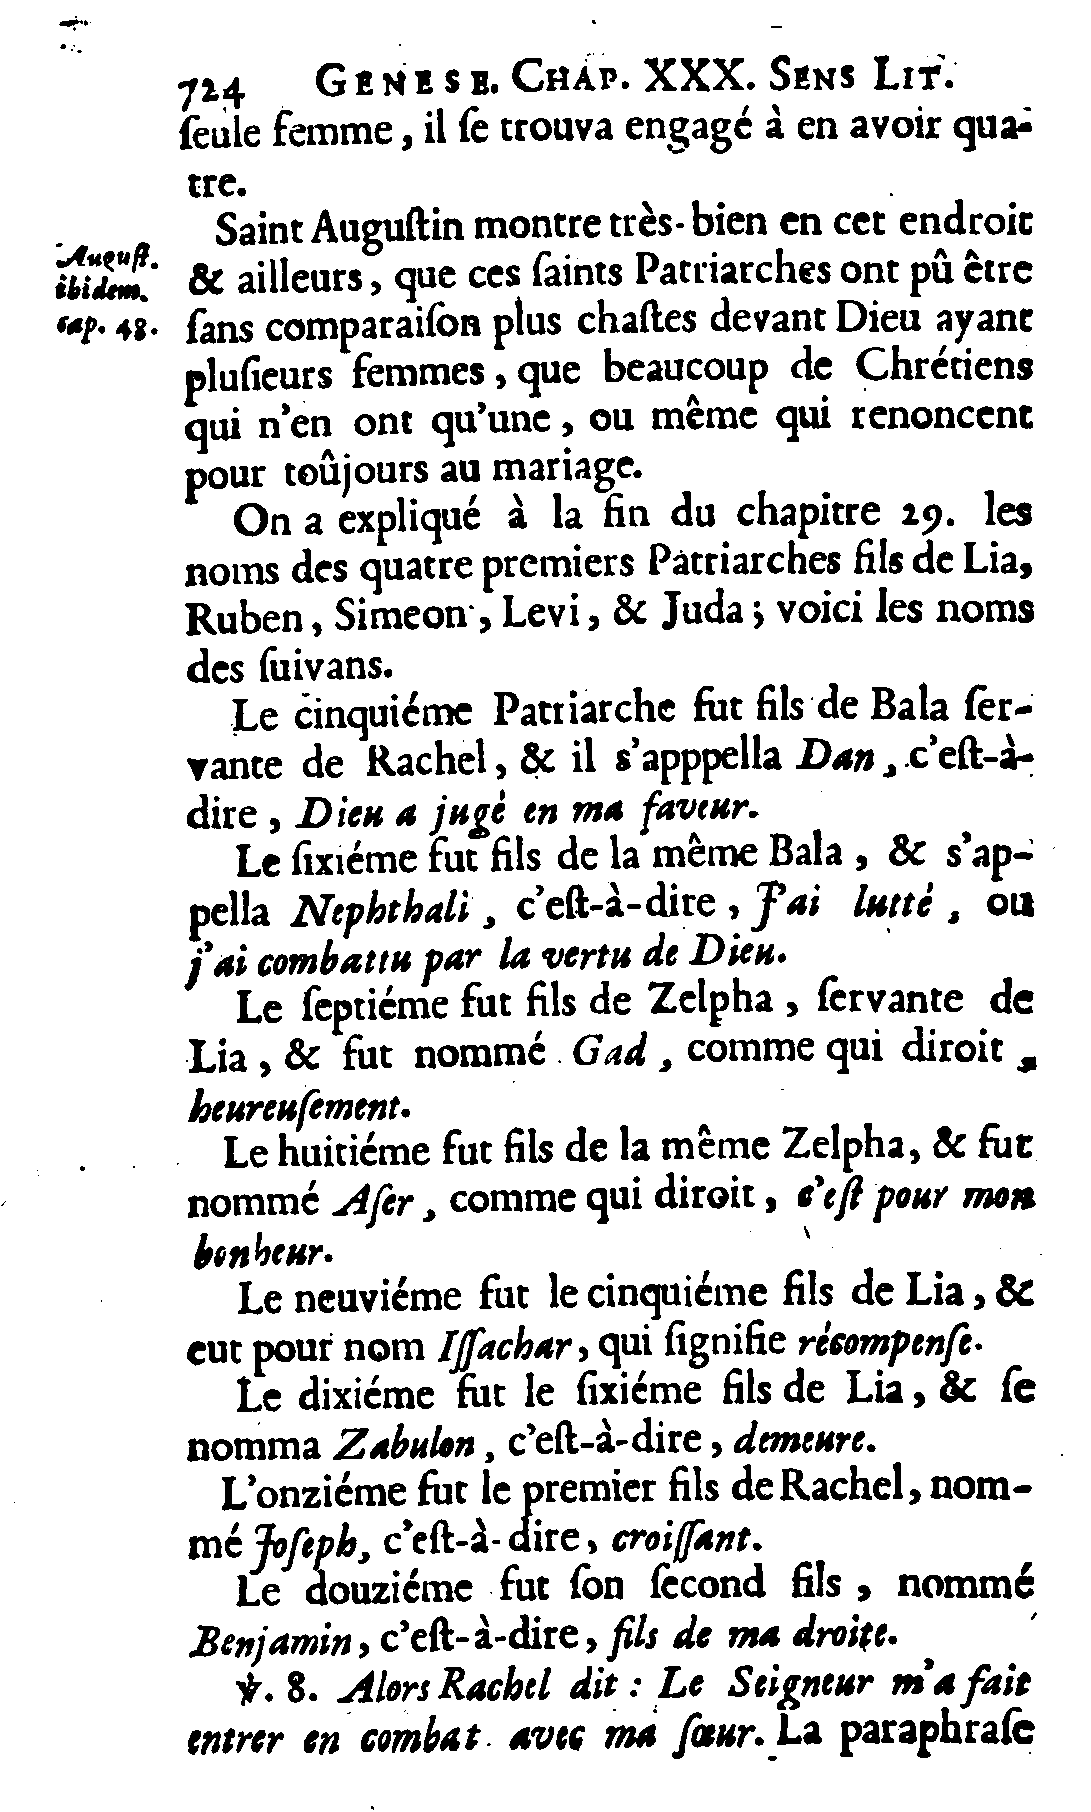 724 GENESE. CHAP. XXX. SENS LIT.
ſeule femme, il ſe trouva engagé à en avoir qua-
tre.
Saint Auguſtin montre très-bien en cet endroit
& ailleurs, que ces ſaints Patriarches ont pû être
ſans comparaiſon plus chaſtes devant Dieu ayant
pluſieurs femmes, que beaucoup de Chrétiens
qui n'en ont qu'une, ou même qui renoncent
pour toûjours au mariage.
August.
ibidem.
cap. 48.
On a expliqué à la fin du chapitre 29. les
noms des quatre premiers Patriarches fils de Lia,
Ruben, Simeon, Levi, & Juda; voici les noms
des ſuivans.
Le cinquiéme Patriarche fut fils de Bala ſer-
vante de Rachel, & il s'apppella Dan, c'eſt-à-
dire, Dieu a jugé en ma faveur.
Le ſixiéme fut fils de la même Bala, & s'ap-
pella Nephthali, c'eſt-à-dire, J'ai lutté, ou
j'ai combattu par la vertu de Dieu.
Le ſeptiéme fut fils de Zelpha, ſervante de
Lia, & fut nommé Gad, comme qui diroit,
heureuſement.
Le huitiéme fut fils de la même Zelpha, & fut
nommé Aſer, comme qui diroit, c'eſt pour mon
bonheur.
Le neuviéme fut le cinquiéme fils de Lia, &
eut pour nom Iſſachar, qui ſignifie récompenſe.
Le dixiéme fut le ſixiéme fils de Lia, & ſe
nomma Zabulon, c'eſt-à-dire, demeure.
L'onziéme fut le premier fils de Rachel, nom-
mé Joſeph, c'eſt-à-dire, croiſſant.
Le douziéme fut ſon ſecond fils, nommé
Benjamin, c'eſt-à-dire, fils de ma droite.
℣. 8. Alors Rachel dit : Le Seigneur m'a fait
entrer en combat avec ma ſœur. La paraphraſe